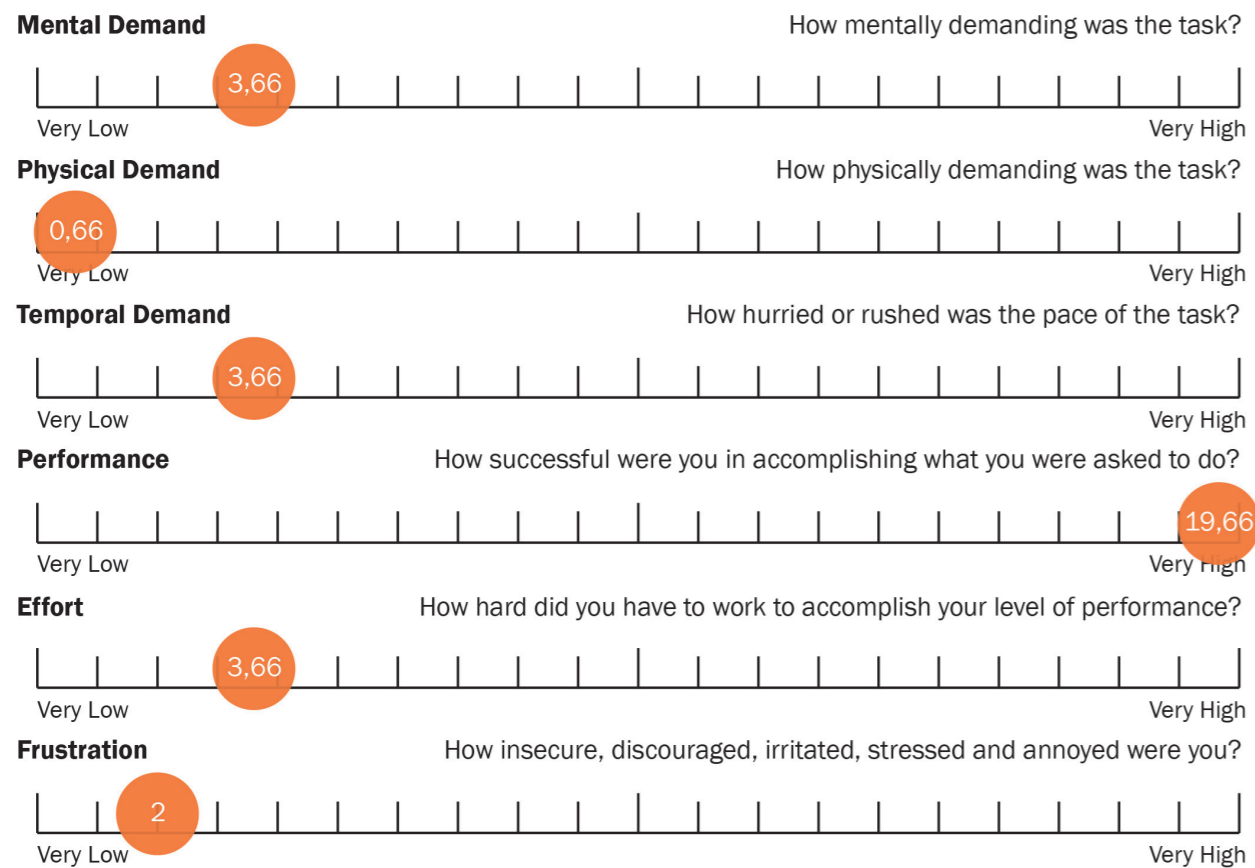 Mental Demand How mentally demanding was the task?
3,66
Very Low Very High
Physical Demand How physically demanding was the task?
0,66
Very Low Very High
Temporal Demand How hurried or rushed was the pace of the task?
3,66
Very Low Very High
Performance How successful were you in accomplishing what you were asked to do?
19,66
Very Low Very High
Effort How hard did you have to work to accomplish your level of performance?
3,66
Very Low Very High
Frustration How insecure, discouraged, irritated, stressed and annoyed were you?
2
Very Low Very High